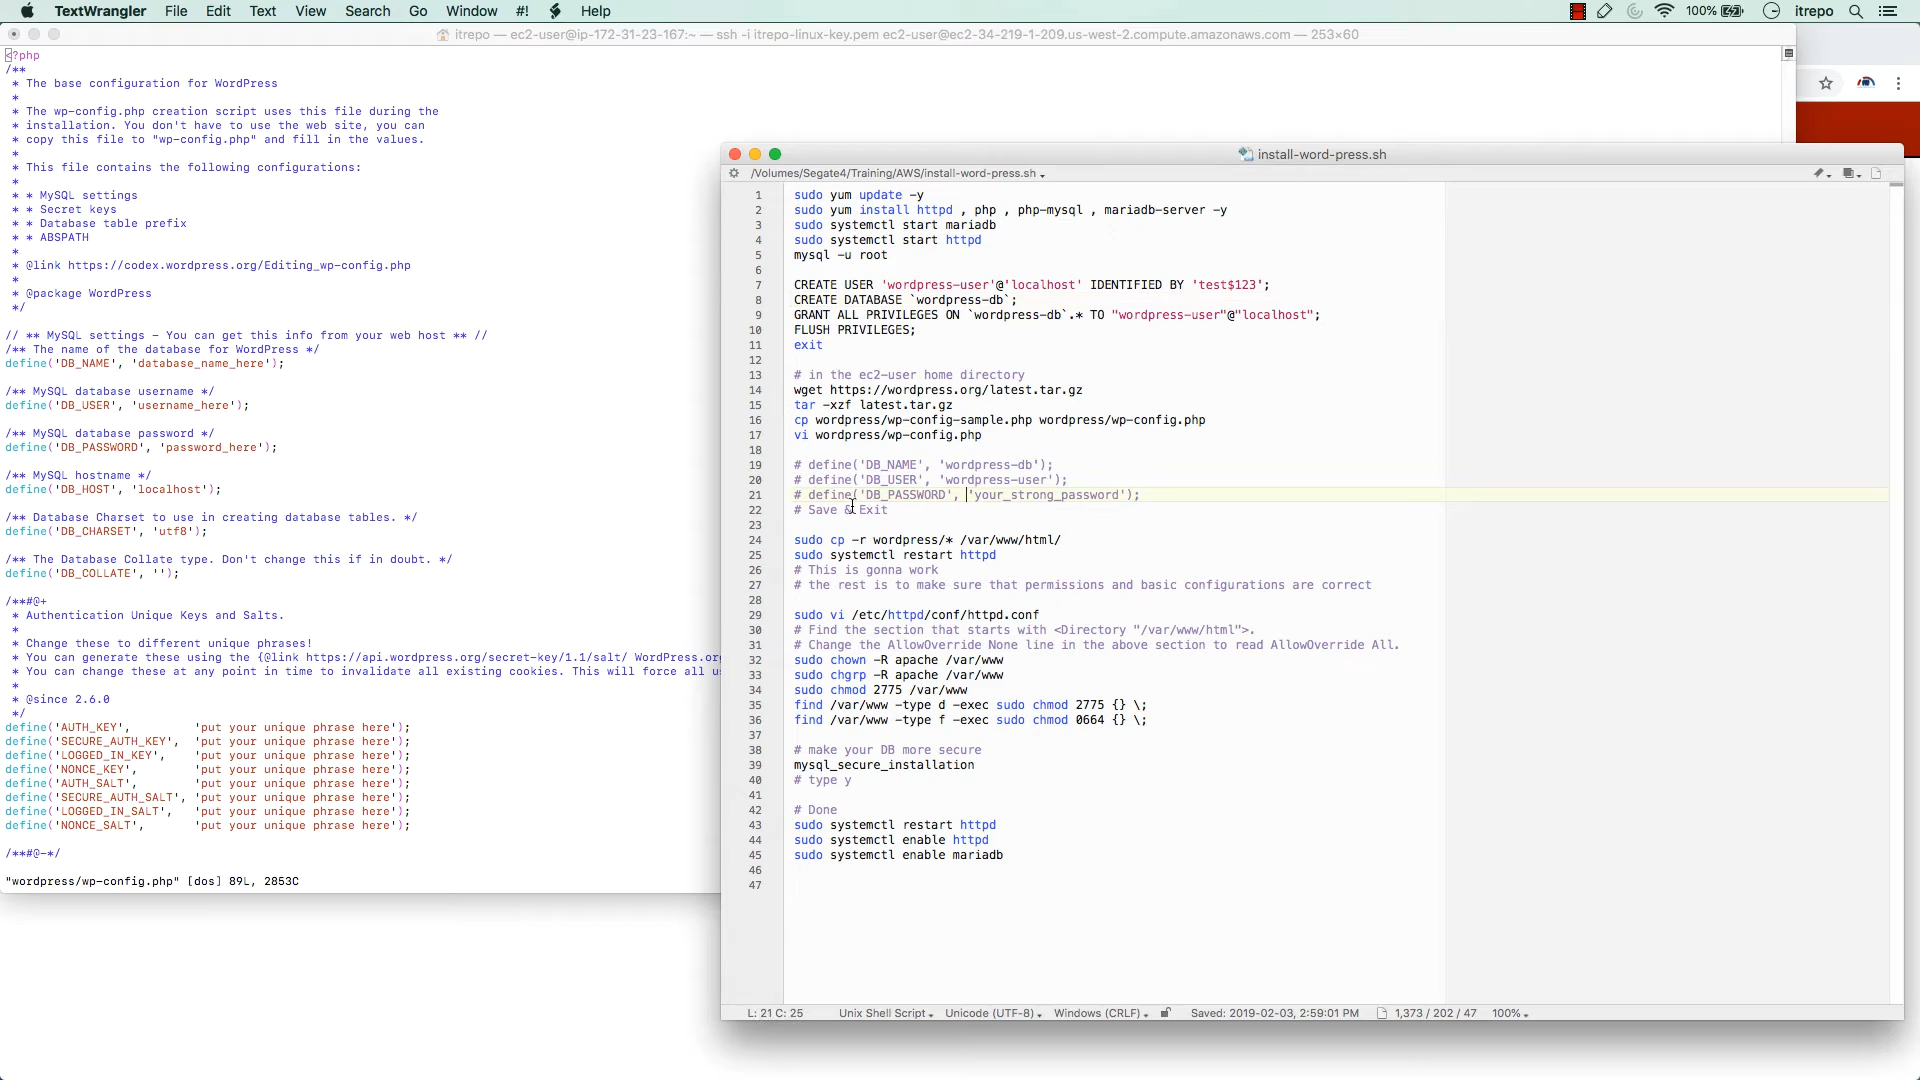 TextWrangler File Edit Text View Search Go Window #! Help 100% itrepo
itrepo — ec2-user@ip-172-31-23-167:~ — ssh -i itrepo-linux-key.pem ec2-user@ec2-34-219-1-209.us-west-2.compute.amazonaws.com — 253×60
<?php
/**
 * The base configuration for WordPress
 *
 * The wp-config.php creation script uses this file during the
 * installation. You don't have to use the web site, you can
 * copy this file to "wp-config.php" and fill in the values.
 *
 * This file contains the following configurations:
 *
 * * MySQL settings
 * * Secret keys
 * * Database table prefix
 * * ABSPATH
 *
 * @link https://codex.wordpress.org/Editing_wp-config.php
 *
 * @package WordPress
 */
// ** MySQL settings - You can get this info from your web host ** //
/** The name of the database for WordPress */
define('DB_NAME', 'database_name_here');
/** MySQL database username */
define('DB_USER', 'username_here');
/** MySQL database password */
define('DB_PASSWORD', 'password_here');
/** MySQL hostname */
define('DB_HOST', 'localhost');
/** Database Charset to use in creating database tables. */
define('DB_CHARSET', 'utf8');
/** The Database Collate type. Don't change this if in doubt. */
define('DB_COLLATE', '');
/**#@+
 * Authentication Unique Keys and Salts.
 *
 * Change these to different unique phrases!
 * You can generate these using the {@link https://api.wordpress.org/secret-key/1.1/salt/ WordPress.org
 * You can change these at any point in time to invalidate all existing cookies. This will force all
 *
 * @since 2.6.0
 */
define('AUTH_KEY',         'put your unique phrase here');
define('SECURE_AUTH_KEY',  'put your unique phrase here');
define('LOGGED_IN_KEY',    'put your unique phrase here');
define('NONCE_KEY',        'put your unique phrase here');
define('AUTH_SALT',        'put your unique phrase here');
define('SECURE_AUTH_SALT', 'put your unique phrase here');
define('LOGGED_IN_SALT',   'put your unique phrase here');
define('NONCE_SALT',       'put your unique phrase here');
/**#@-*/
"wordpress/wp-config.php" [dos] 89L, 2853C
install-word-press.sh
/Volumes/Segate4/Training/AWS/install-word-press.sh
1 sudo yum update -y
2 sudo yum install httpd , php , php-mysql , mariadb-server -y
3 sudo systemctl start mariadb
4 sudo systemctl start httpd
5 mysql -u root
6
7 CREATE USER 'wordpress-user'@'localhost' IDENTIFIED BY 'test$123';
8 CREATE DATABASE `wordpress-db`;
9 GRANT ALL PRIVILEGES ON `wordpress-db`.* TO "wordpress-user"@"localhost";
10 FLUSH PRIVILEGES;
11 exit
12
13 # in the ec2-user home directory
14 wget https://wordpress.org/latest.tar.gz
15 tar -xzf latest.tar.gz
16 cp wordpress/wp-config-sample.php wordpress/wp-config.php
17 vi wordpress/wp-config.php
18
19 # define('DB_NAME', 'wordpress-db');
20 # define('DB_USER', 'wordpress-user');
21 # define('DB_PASSWORD', 'your_strong_password');
22 # Save & Exit
23
24 sudo cp -r wordpress/* /var/www/html/
25 sudo systemctl restart httpd
26 # This is gonna work
27 # the rest is to make sure that permissions and basic configurations are correct
28
29 sudo vi /etc/httpd/conf/httpd.conf
30 # Find the section that starts with <Directory "/var/www/html">.
31 # Change the AllowOverride None line in the above section to read AllowOverride All.
32 sudo chown -R apache /var/www
33 sudo chgrp -R apache /var/www
34 sudo chmod 2775 /var/www
35 find /var/www -type d -exec sudo chmod 2775 {} \;
36 find /var/www -type f -exec sudo chmod 0664 {} \;
37
38 # make your DB more secure
39 mysql_secure_installation
40 # type y
41
42 # Done
43 sudo systemctl restart httpd
44 sudo systemctl enable httpd
45 sudo systemctl enable mariadb
46
47
L: 21 C: 25 Unix Shell Script Unicode (UTF-8) Windows (CRLF) Saved: 2019-02-03, 2:59:01 PM 1,373 / 202 / 47 100%